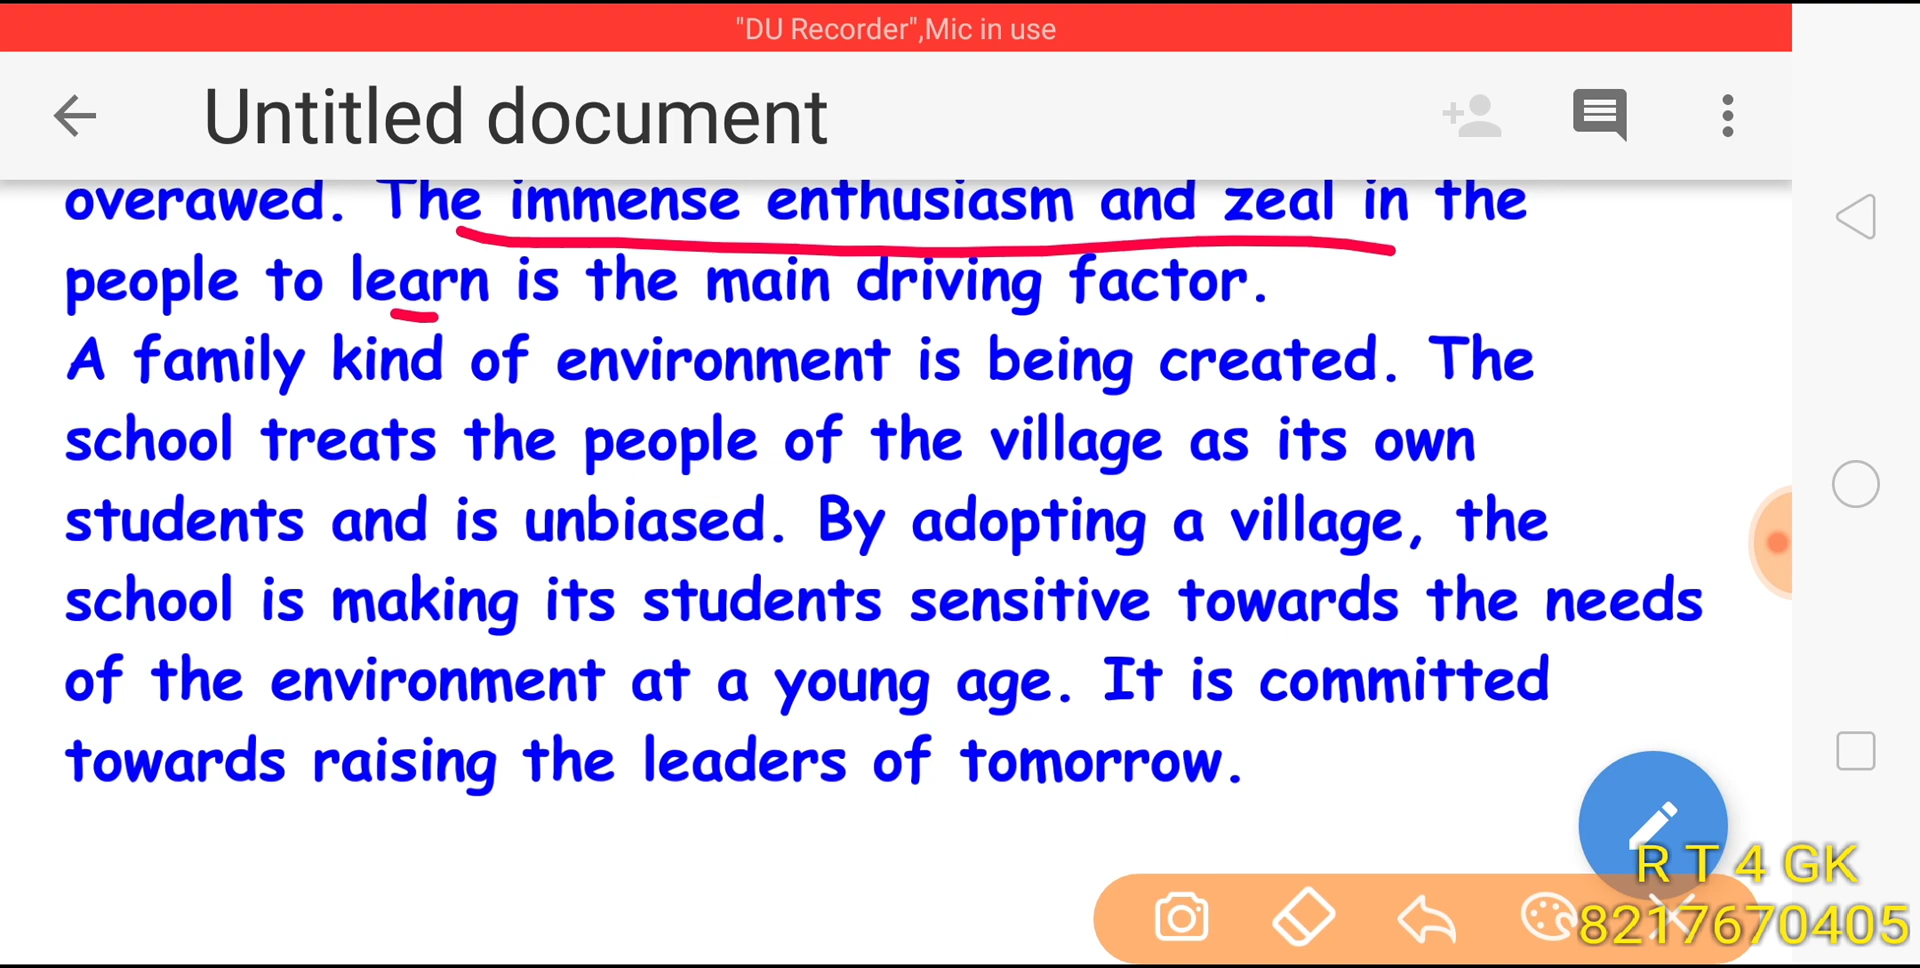 "DU Recorder",Mic in use
Untitled document
overawed. The immense enthusiasm and zeal in the
people to learn is the main driving factor.
A family kind of environment is being created. The
school treats the people of the village as its own
students and is unbiased. By adopting a village, the
school is making its students sensitive towards the needs
of the environment at a young age. It is committed
towards raising the leaders of tomorrow.
R T 4 GK
8217670405